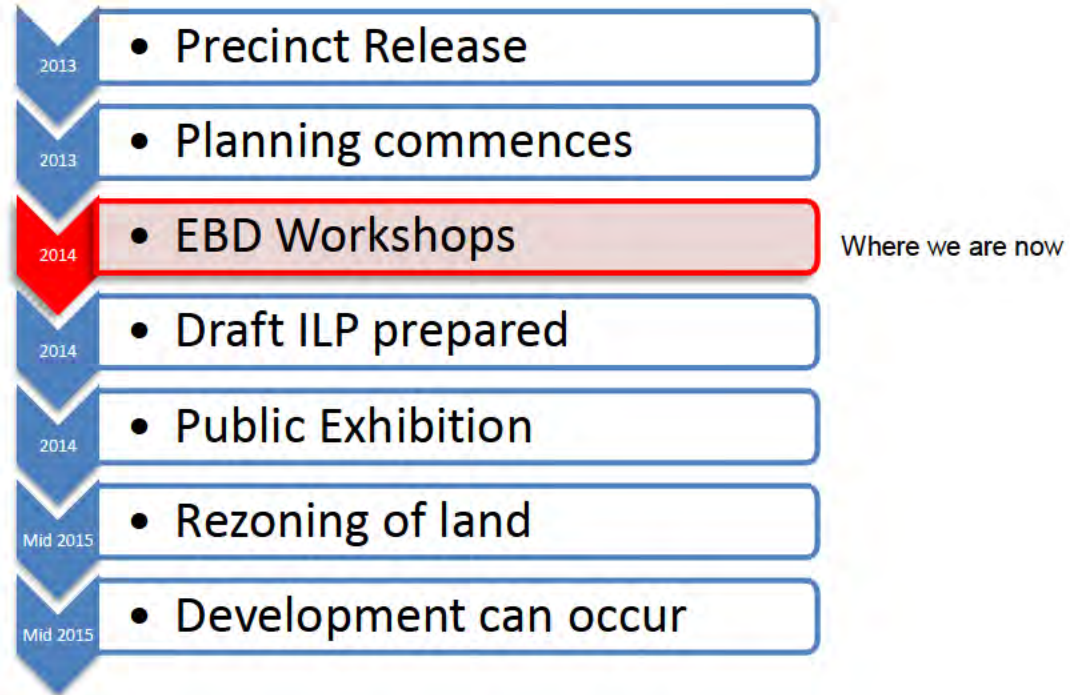 2013
• Precinct Release
2013
• Planning commences
2014
• EBD Workshops
Where we are now
2014
• Draft ILP prepared
2014
• Public Exhibition
Mid 2015
• Rezoning of land
Mid 2015
• Development can occur